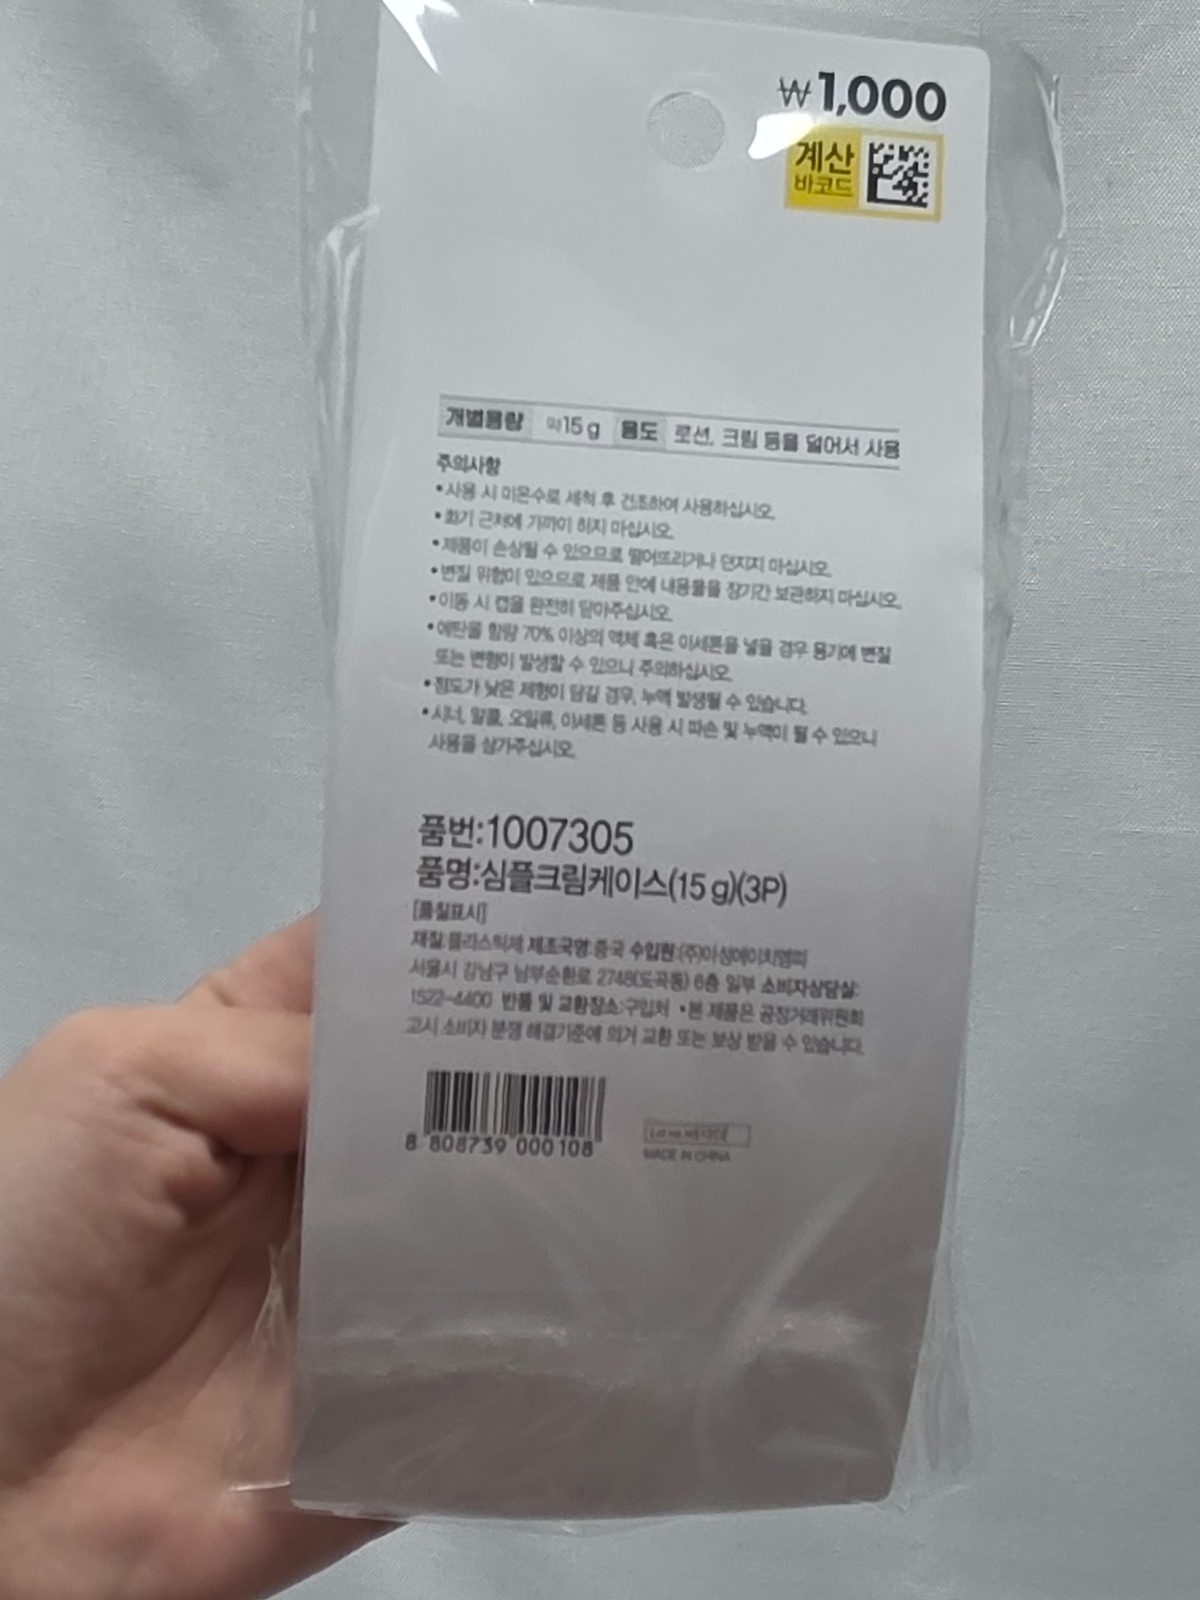 ₩1,000
계산
바코드
개별용량 약15 g 용도 로션, 크림 등을 덜어서 사용
주의사항
• 사용 시 미온수로 세척 후 건조하여 사용하십시오.
• 화기 근처에 가까이 하지 마십시오.
• 제품이 손상될 수 있으므로 떨어뜨리거나 던지지 마십시오.
• 변질 위험이 있으므로 제품 안에 내용물을 장기간 보관하지 마십시오.
• 이동 시 캡을 완전히 닫아주십시오.
• 에탄올 함량 70% 이상의 액체 혹은 아세톤을 넣을 경우 용기에 변질
또는 변형이 발생할 수 있으니 주의하십시오.
• 점도가 낮은 제형이 담길 경우, 누액 발생될 수 있습니다.
• 시너, 알콜, 오일류, 아세톤 등 사용 시 파손 및 누액이 될 수 있으니
사용을 삼가주십시오.
품번:1007305
품명:심플크림케이스(15 g)(3P)
[품질표시]
재질:플라스틱제 제조국명:중국 수입원:(주)아성에이치엠피
서울시 강남구 남부순환로 2748(도곡동) 6층 일부 소비자상담실:
1522-4400 반품 및 교환장소:구입처 •본 제품은 공정거래위원회
고시 소비자 분쟁 해결기준에 의거 교환 또는 보상 받을 수 있습니다.
8 808739 000108
Lot no.
MADE IN CHINA